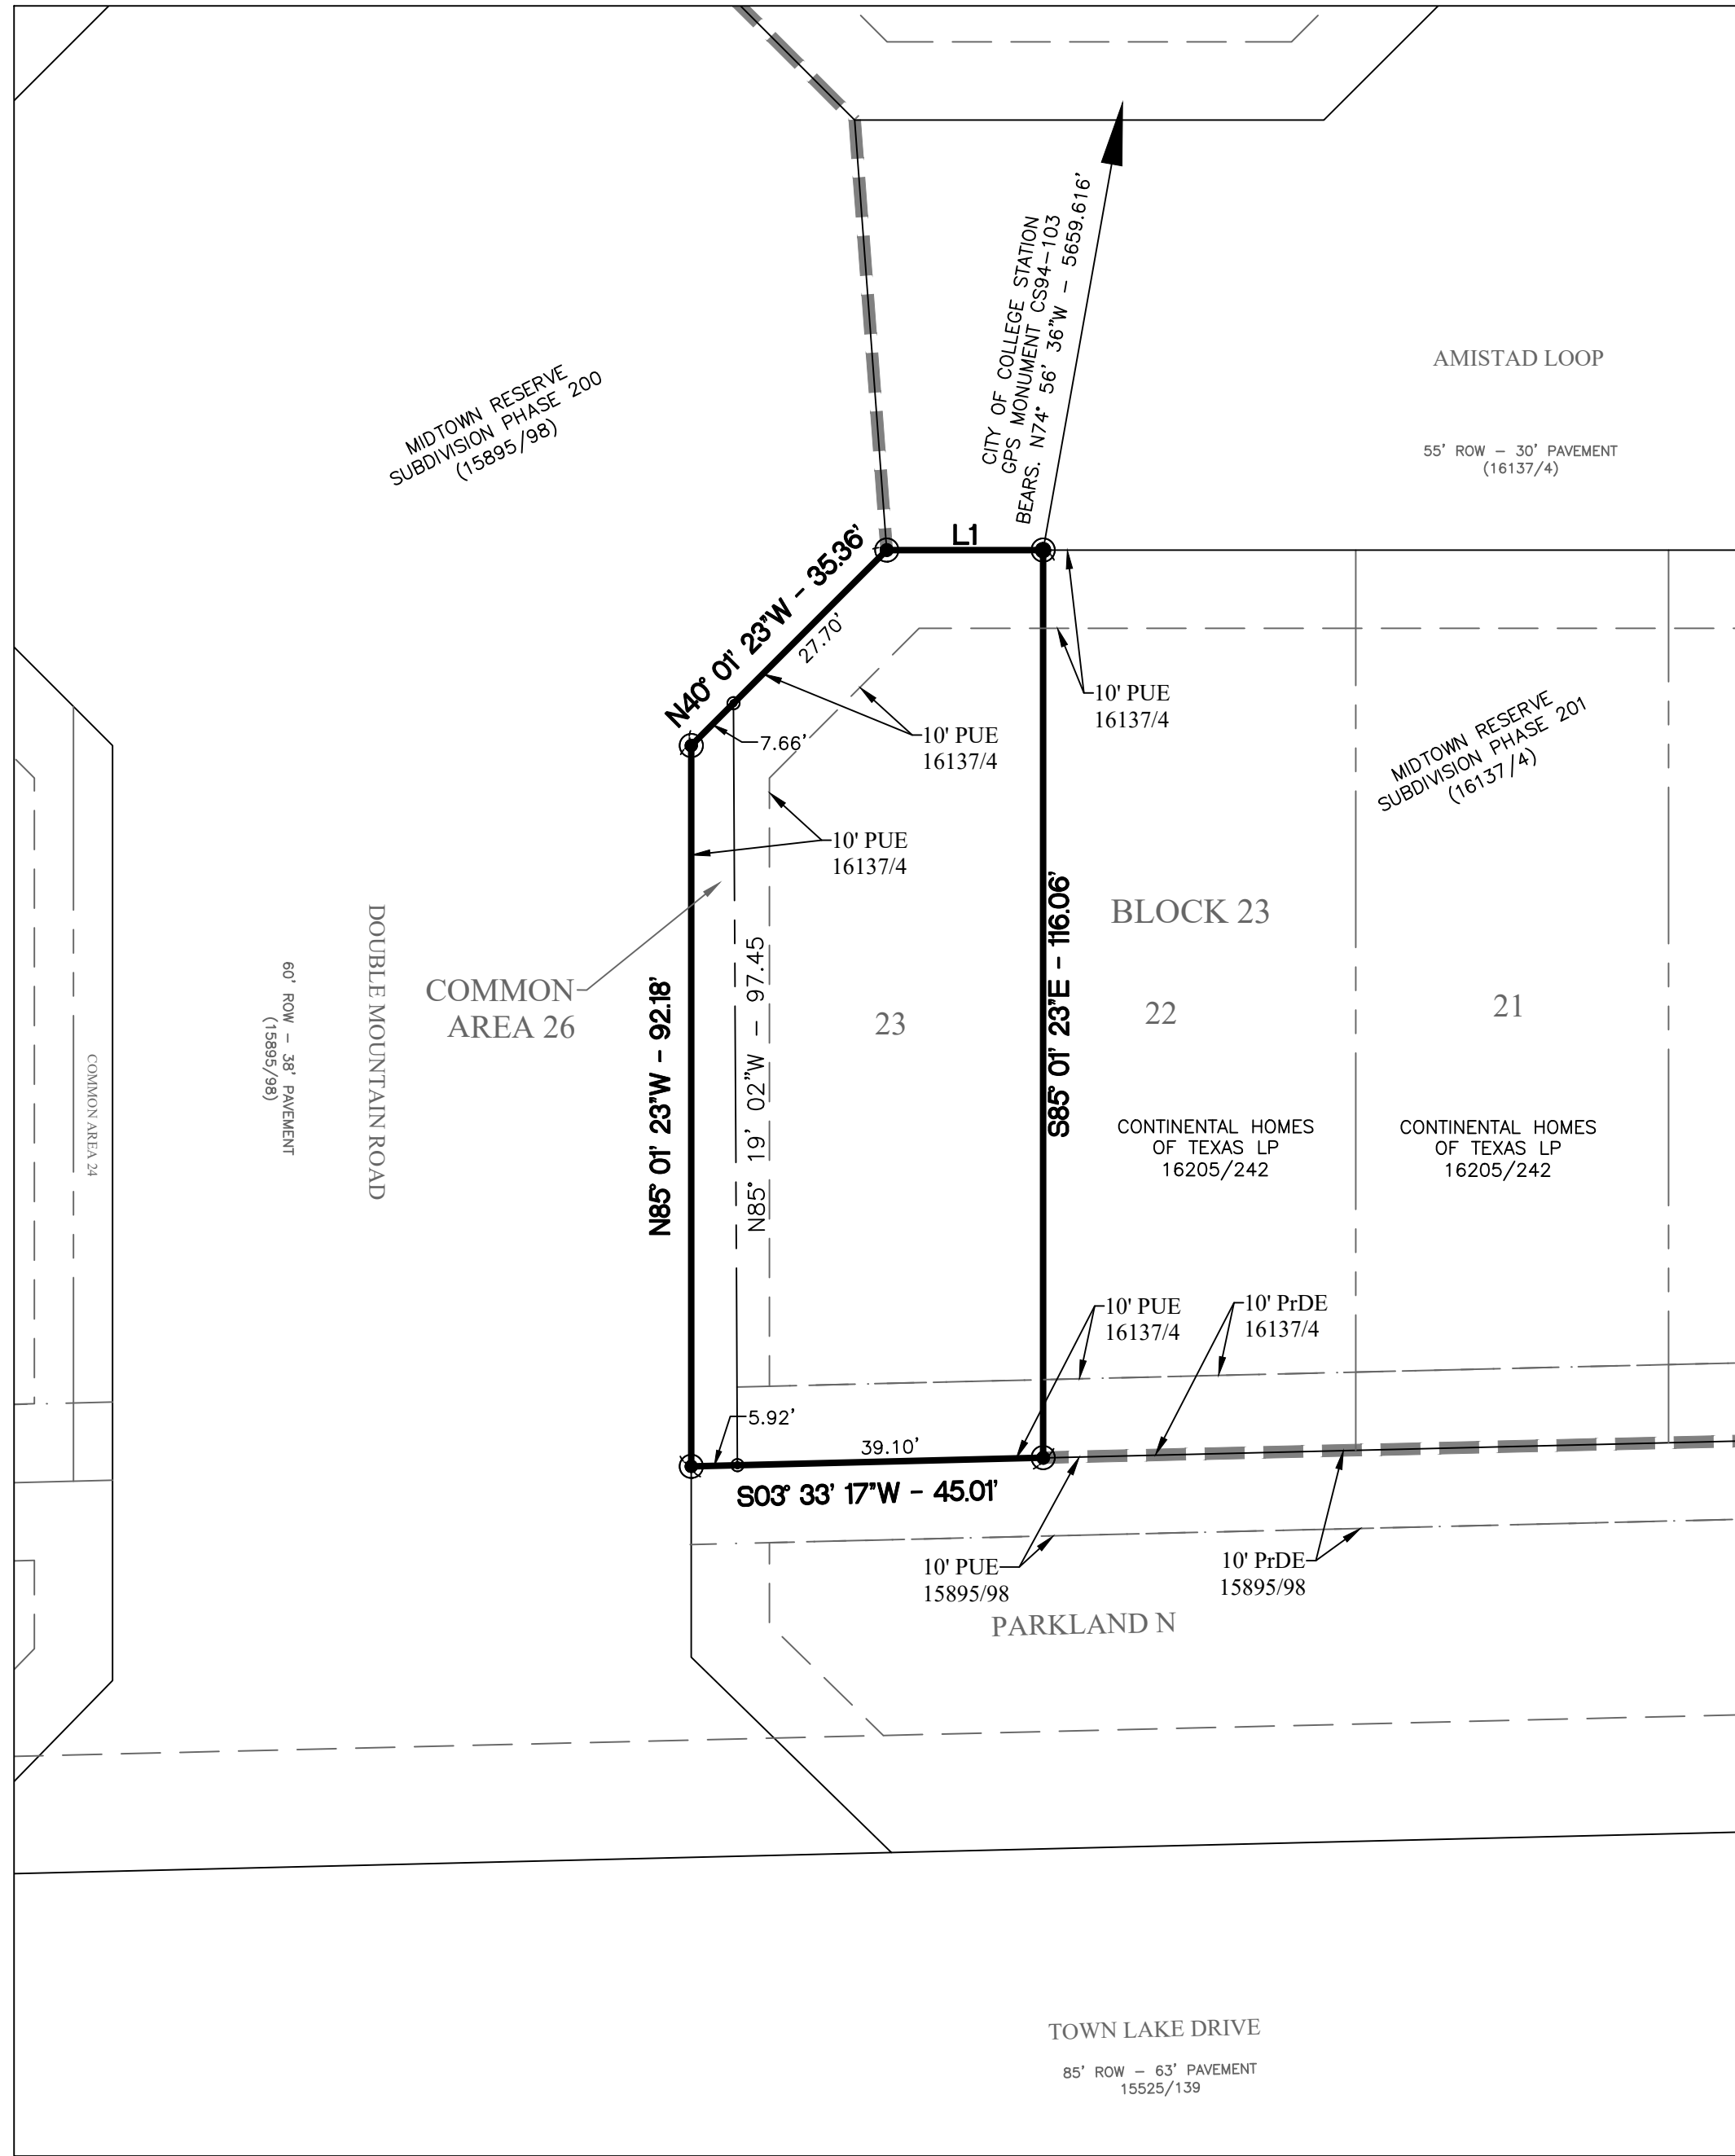 CITY OF COLLEGE STATION
GPS MONUMENT CS94-103
BEARS. N74° 56' 36"W - 5659.616'
AMISTAD LOOP
55' ROW - 30' PAVEMENT
(16137/4)
MIDTOWN RESERVE
SUBDIVISION PHASE 200
(15895/98)
L1
N40° 01' 23"W - 35.36'
27.70'
7.66'
10' PUE
16137/4
10' PUE
16137/4
10' PUE
16137/4
MIDTOWN RESERVE
SUBDIVISION PHASE 201
(16137/4)
BLOCK 23
COMMON
AREA 26
DOUBLE MOUNTAIN ROAD
60' ROW - 38' PAVEMENT
(15895/98)
COMMON AREA 24
N85° 01' 23"W - 92.18'
N85° 19' 02"W - 97.45
S85° 01' 23"E - 116.06'
23
22
21
CONTINENTAL HOMES
OF TEXAS LP
16205/242
CONTINENTAL HOMES
OF TEXAS LP
16205/242
10' PUE
16137/4
10' PrDE
16137/4
5.92'
39.10'
S03° 33' 17"W - 45.01'
10' PUE
15895/98
10' PrDE
15895/98
PARKLAND N
TOWN LAKE DRIVE
85' ROW - 63' PAVEMENT
15525/139